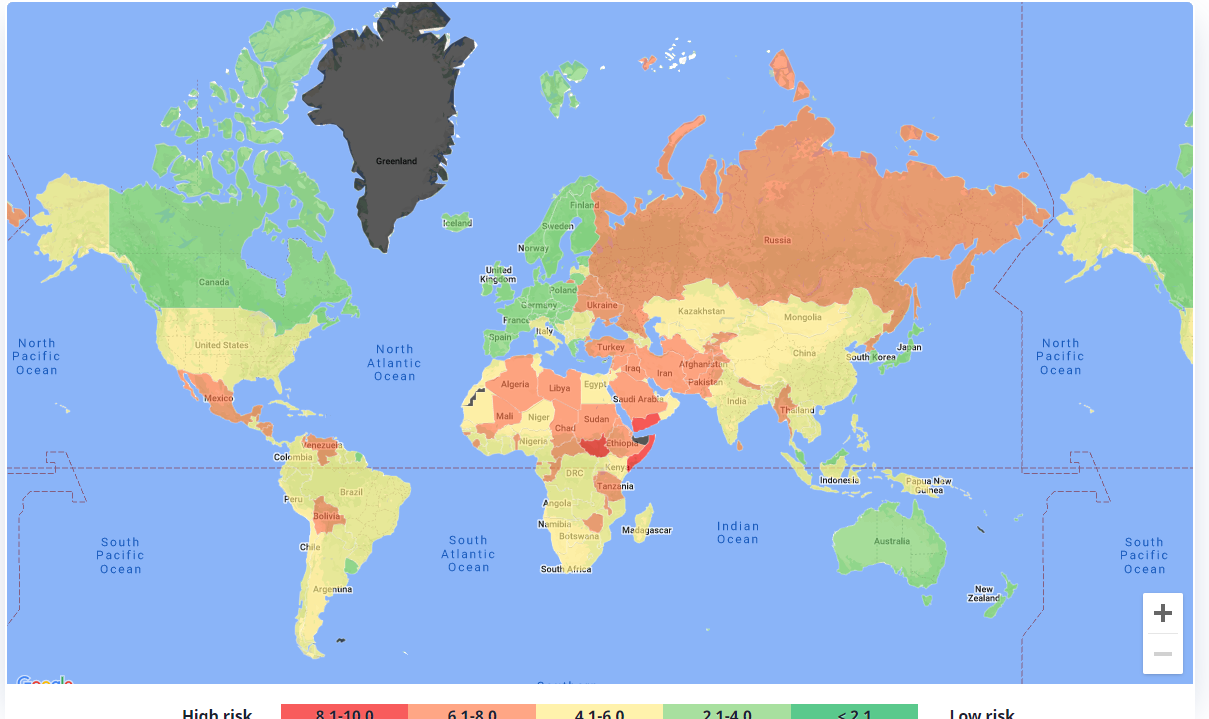 Greenland
Iceland
Finland
Sweden
Norway
Russia
Canada
United
Kingdom
Poland
Germany
Ukraine
France
Kazakhstan
Mongolia
Italy
Spain
United States
North
Pacific
Ocean
North
Atlantic
Ocean
Turkey
China
Japan
South Korea
North
Pacific
Ocean
Iraq
Iran
Afghanistan
Pakistan
Algeria
Libya
Egypt
Saudi Arabia
Mexico
India
Thailand
Mali
Niger
Sudan
Chad
Nigeria
Ethiopia
Venezuela
Colombia
Kenya
DRC
Indonesia
Papua New
Guinea
Tanzania
Peru
Brazil
Angola
Bolivia
Namibia
Botswana
Madagascar
Indian
Ocean
Australia
Chile
South
Pacific
Ocean
South
Atlantic
Ocean
South
Pacific
Ocean
South Africa
Argentina
New
Zealand
+
−
Google
High risk 8.1-10.0 6.1-8.0 4.1-6.0 2.1-4.0 < 2.1 Low risk